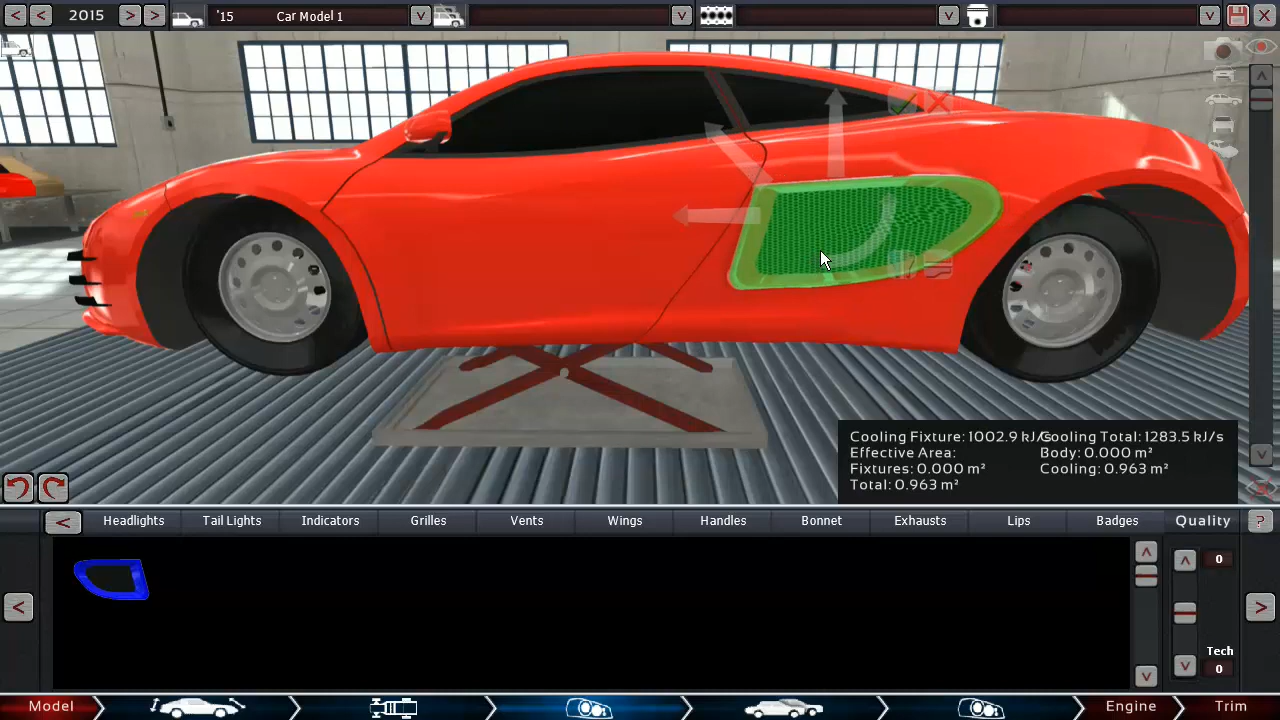 2015 '15 Car Model 1
Cooling Fixture: 1002.9 kJ/s Cooling Total: 1283.5 kJ/s
Effective Area: Body: 0.000 m²
Fixtures: 0.000 m² Cooling: 0.963 m²
Total: 0.963 m²
Headlights Tail Lights Indicators Grilles Vents Wings Handles Bonnet Exhausts Lips Badges Quality ?
0
Tech
0
Model Engine Trim